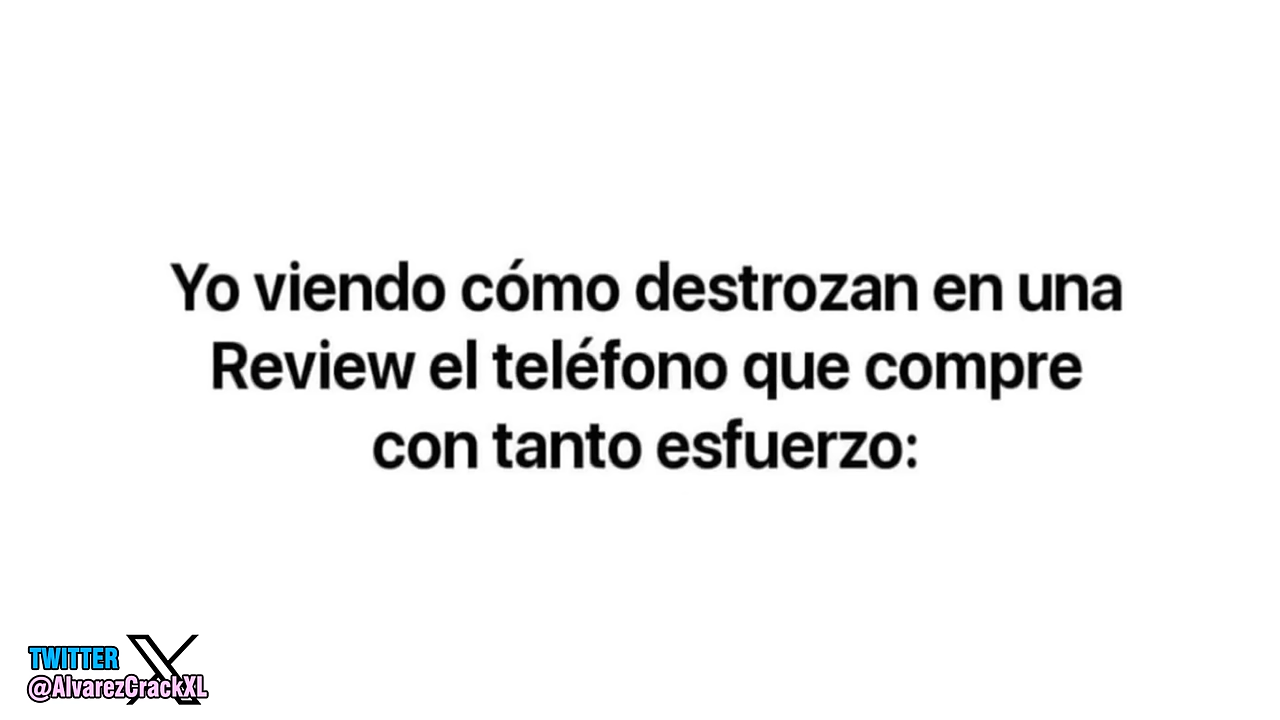 Yo viendo cómo destrozan en una
Review el teléfono que compre
con tanto esfuerzo:
TWITTER X
@AlvarezCrackXL